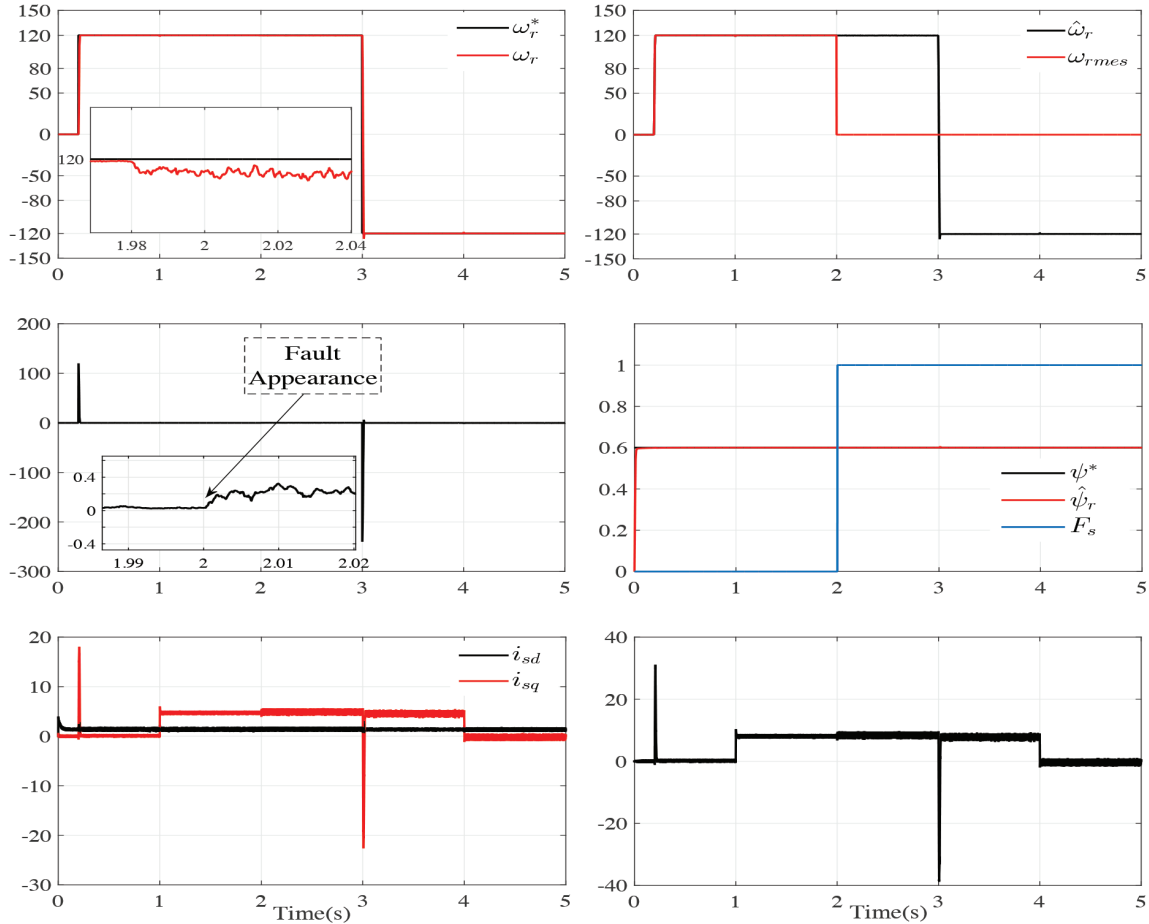 150
120
80
50
0
-50
-80
-120
-150
0 1 2 3 4 5
ω*r
ωr
120
1.98 2 2.02 2.04
150
120
80
50
0
-50
-80
-120
-150
0 1 2 3 4 5
ω̂r
ωrmes
200
100
0
-100
-200
-300
0 1 2 3 4 5
Fault
Appearance
0.4
0
-0.4
1.99 2 2.01 2.02
1
0.8
0.6
0.4
0.2
0
0 1 2 3 4 5
ψ*
ψ̂r
Fs
20
10
0
-10
-20
-30
0 1 2 3 4 5
isd
isq
Time(s)
40
20
0
-20
-40
0 1 2 3 4 5
Time(s)